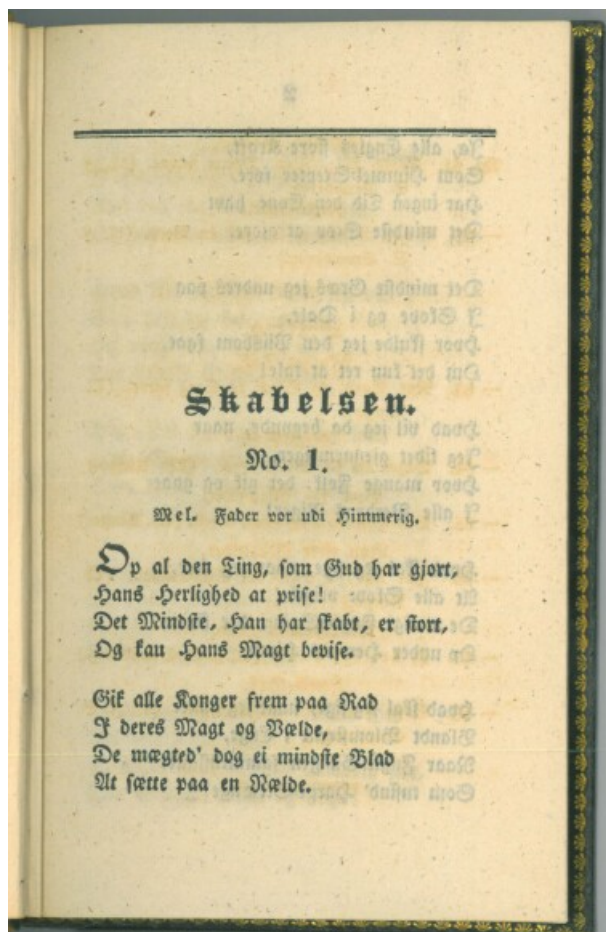 Skabelsen.
No. 1.
Mel. Fader vor udi Himmerig.
Op al den Ting, som Gud har gjort,
Hans Herlighed at prise!
Det Mindste, Han har skabt, er stort,
Og kan Hans Magt bevise.
Gik alle Konger frem paa Rad
I deres Magt og Vælde,
De mægted' dog ei mindste Blad
At sætte paa en Nælde.